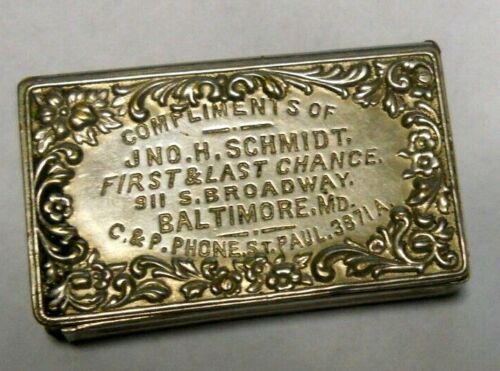 COMPLIMENTS OF
JNO. H. SCHMIDT.
FIRST & LAST CHANCE.
911 S. BROADWAY.
BALTIMORE, MD.
C. & P. PHONE, ST. PAUL. 3871 A.